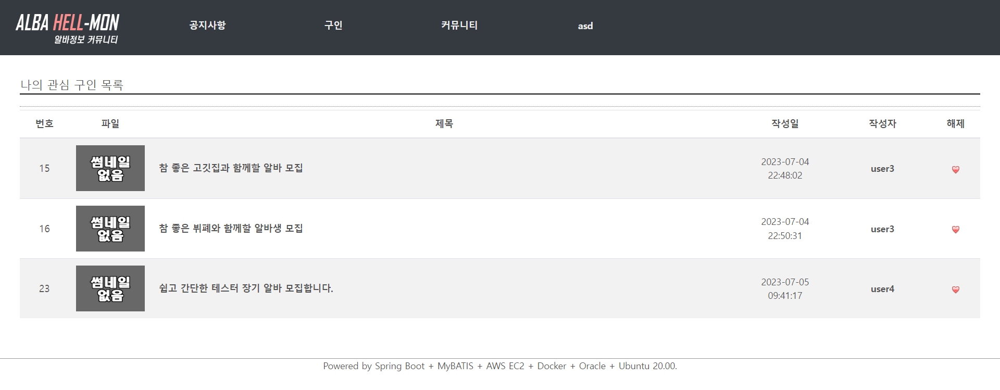 ALBA HELL-MON
알바정보 커뮤니티
공지사항 구인 커뮤니티 asd
나의 관심 구인 목록
번호 파일 제목 작성일 작성자 해제
15 썸네일 없음 참 좋은 고깃집과 함께할 알바 모집 2023-07-04 22:48:02 user3
16 썸네일 없음 참 좋은 뷔페와 함께할 알바생 모집 2023-07-04 22:50:31 user3
23 썸네일 없음 쉽고 간단한 테스터 장기 알바 모집합니다. 2023-07-05 09:41:17 user4
Powered by Spring Boot + MyBATIS + AWS EC2 + Docker + Oracle + Ubuntu 20.00.